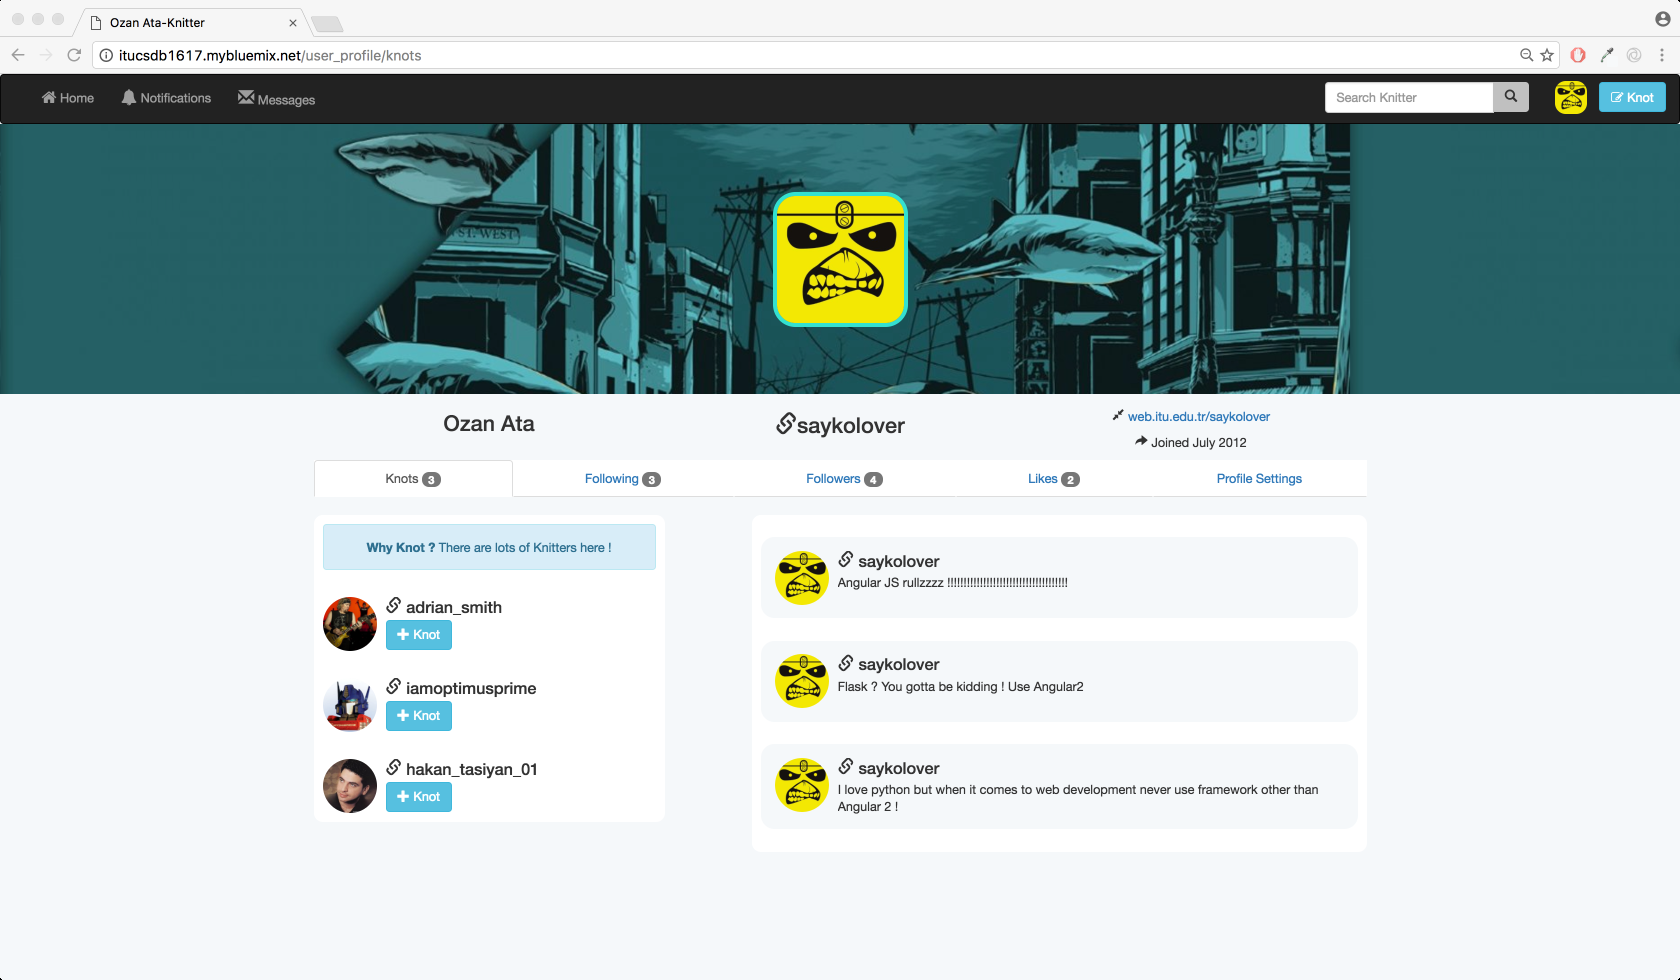 Ozan Ata-Knitter
itucsdb1617.mybluemix.net/user_profile/knots
Home Notifications Messages Search Knitter Knot
ST. WEST
Ozan Ata
saykolover
web.itu.edu.tr/saykolover
Joined July 2012
Knots 3 Following 3 Followers 4 Likes 2 Profile Settings
Why Knot ? There are lots of Knitters here !
adrian_smith
Knot
iamoptimusprime
Knot
hakan_tasiyan_01
Knot
saykolover
Angular JS rullzzzz !!!!!!!!!!!!!!!!!!!!!!!!!!!!!!!!!!!!!
saykolover
Flask ? You gotta be kidding ! Use Angular2
saykolover
I love python but when it comes to web development never use framework other than
Angular 2 !